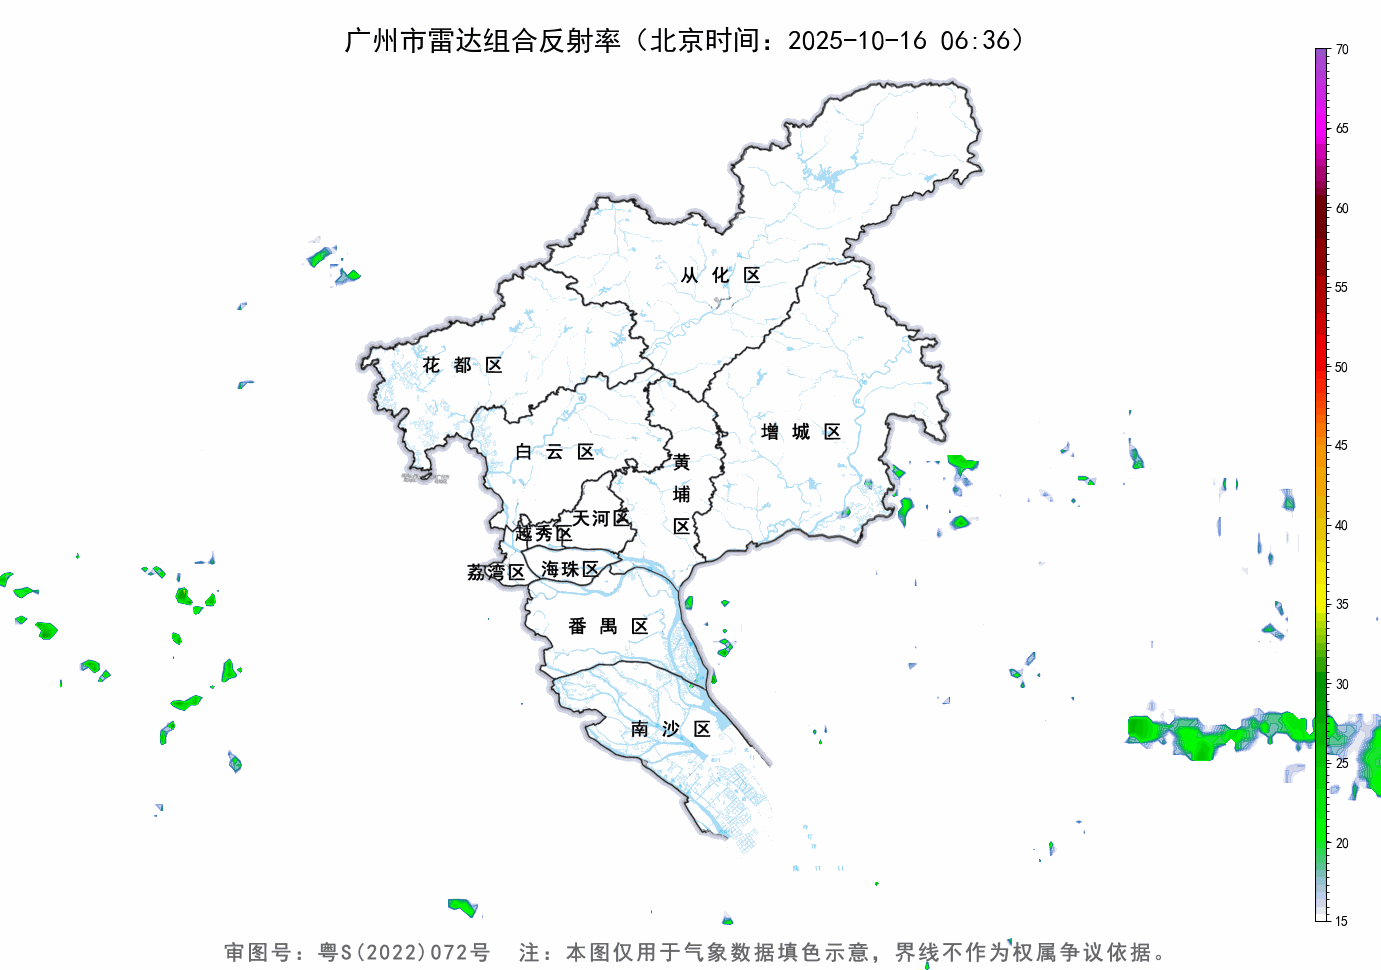 广州市雷达组合反射率（北京时间：2025-10-16 06:36）
70
65
60
55
50
45
40
35
30
25
20
15
从化区
花都区
增城区
白云区
黄埔区
天河区
越秀区
荔湾区
海珠区
番禺区
南沙区
审图号：粤S(2022)072号 注：本图仅用于气象数据填色示意，界线不作为权属争议依据。